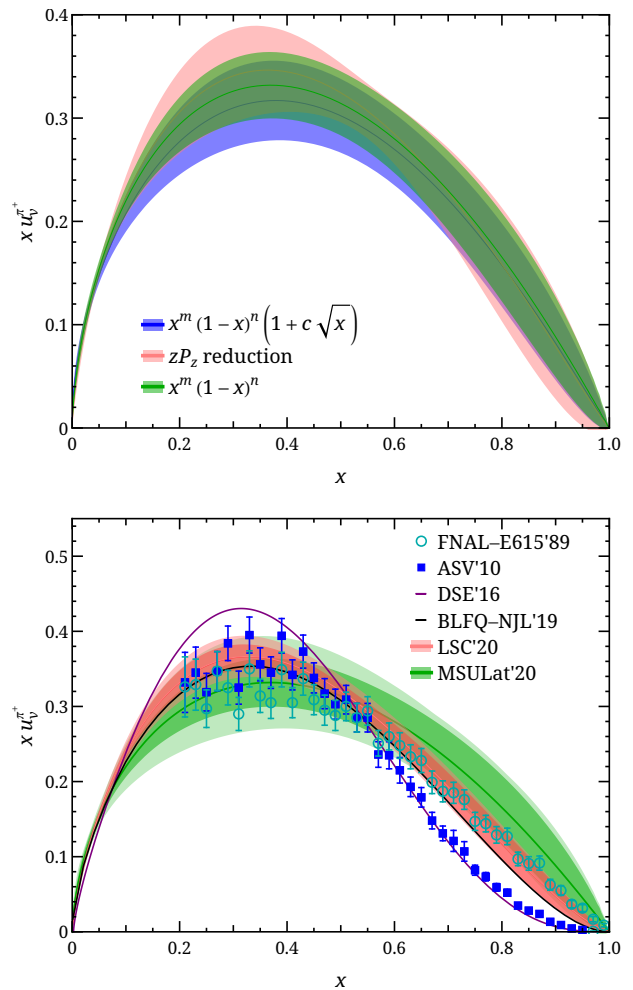 0.4
0.3
0.2
0.1
0
x u_v^{π^+}
x^m (1 − x)^n (1 + c √x)
zP_z reduction
x^m (1 − x)^n
0 0.2 0.4 0.6 0.8 1.0
x
0.5
0.4
0.3
0.2
0.1
0
x u_v^{π^+}
FNAL–E615'89
ASV'10
DSE'16
BLFQ–NJL'19
LSC'20
MSULat'20
0 0.2 0.4 0.6 0.8 1.0
x